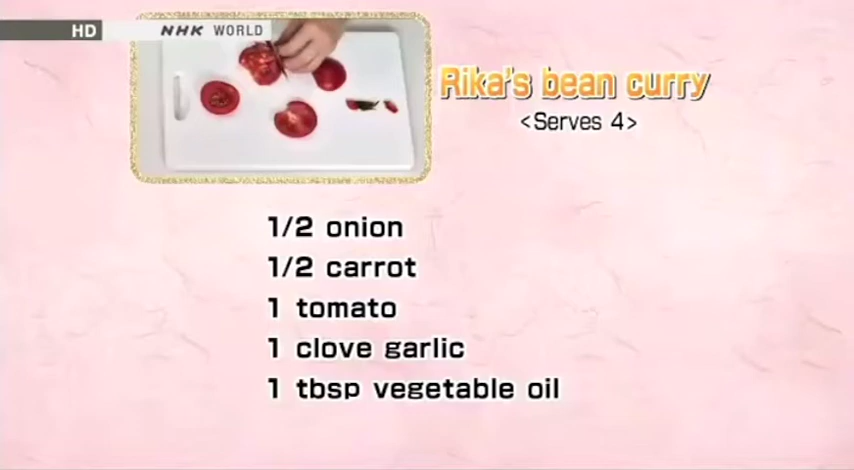 HD NHK WORLD
Rika's bean curry
<Serves 4>
1/2 onion
1/2 carrot
1 tomato
1 clove garlic
1 tbsp vegetable oil